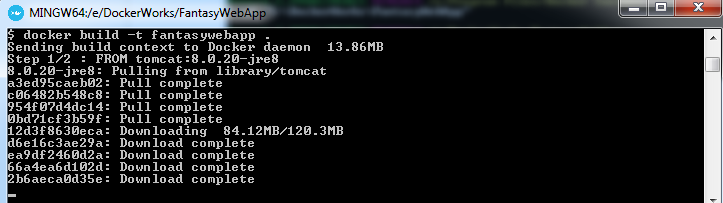 MINGW64:/e/DockerWorks/FantasyWebApp
$ docker build -t fantasywebapp .
Sending build context to Docker daemon  13.86MB
Step 1/2 : FROM tomcat:8.0.20-jre8
8.0.20-jre8: Pulling from library/tomcat
a3ed95caeb02: Pull complete
c06482b548c8: Pull complete
954f07d4dc14: Pull complete
0bd71cf3b59f: Pull complete
12d3f8630eca: Downloading  84.12MB/120.3MB
d6e16c3ae29a: Download complete
ea9df2460d2a: Download complete
66a4ea6d102d: Download complete
2b6aeca0d35e: Download complete